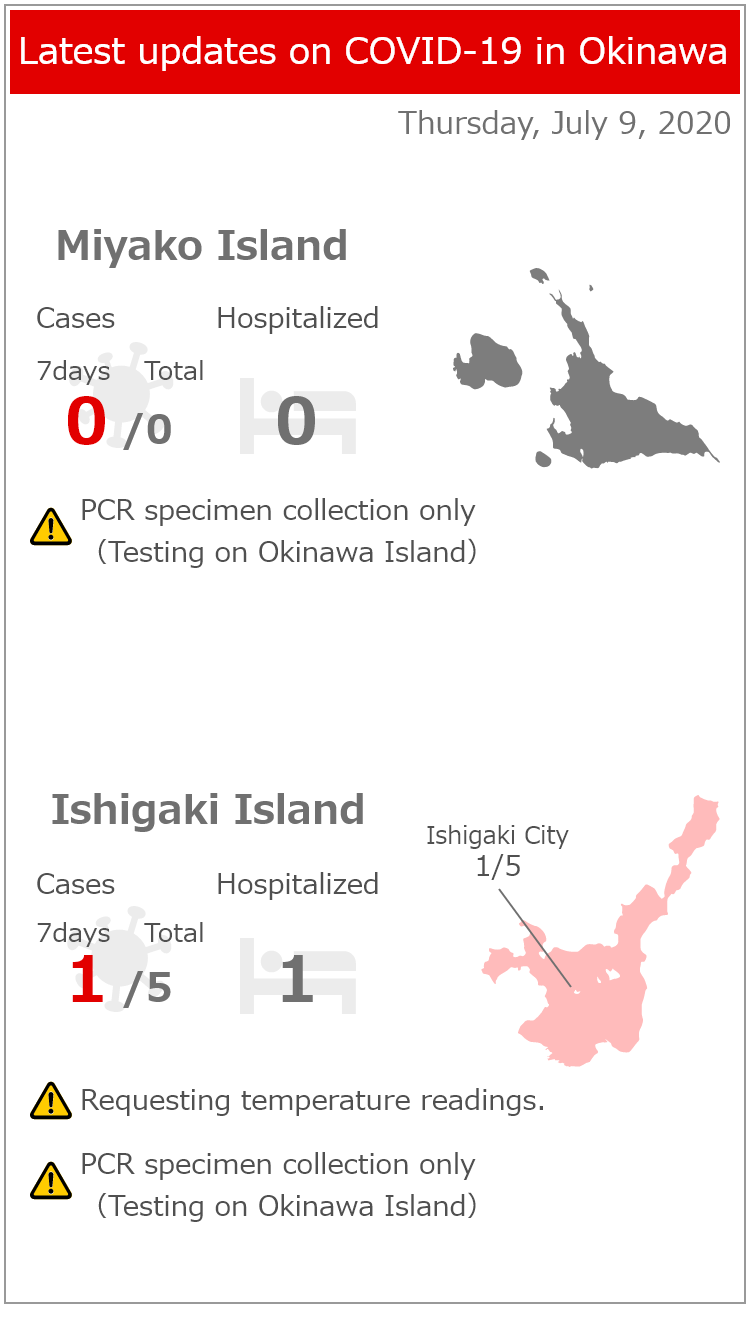 Latest updates on COVID-19 in Okinawa
Thursday, July 9, 2020
Miyako Island
Cases Hospitalized
7days Total
0 /0 0
PCR specimen collection only
（Testing on Okinawa Island）
Ishigaki Island
Ishigaki City
1/5
Cases Hospitalized
7days Total
1 /5 1
Requesting temperature readings.
PCR specimen collection only
（Testing on Okinawa Island）